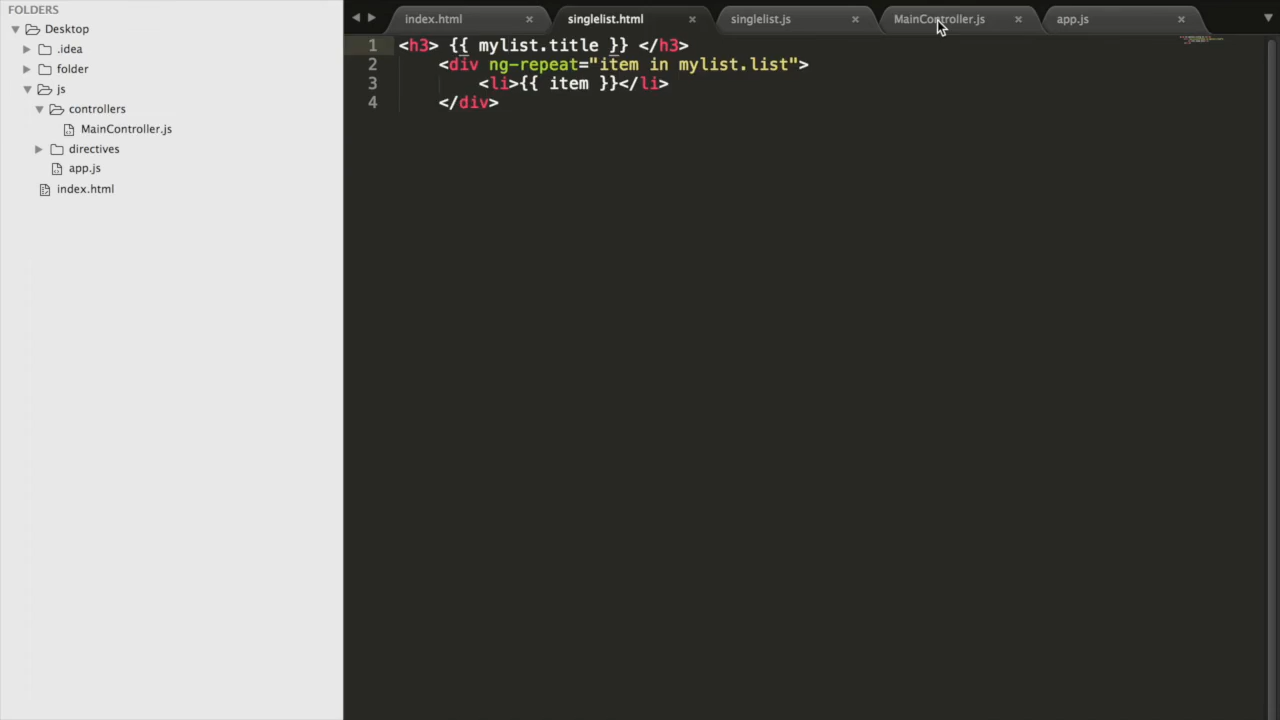 FOLDERS
Desktop
.idea
folder
js
controllers
MainController.js
directives
app.js
index.html
index.html × singlelist.html × singlelist.js × MainController.js × app.js ×
1 <h3> {{ mylist.title }} </h3>
2 <div ng-repeat="item in mylist.list">
3 <li>{{ item }}</li>
4 </div>